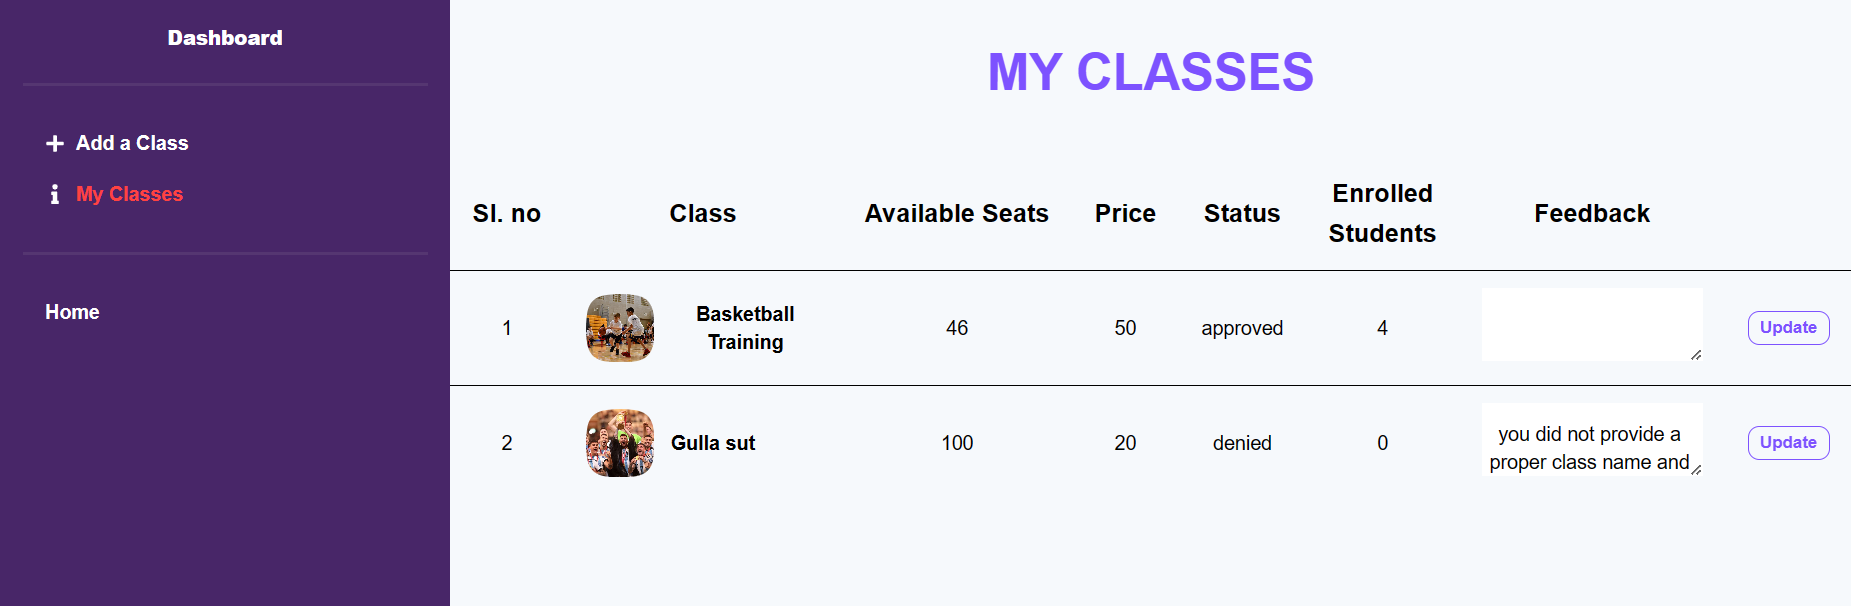 Dashboard
Add a Class
My Classes
Home
MY CLASSES
Sl. no Class Available Seats Price Status Enrolled Students Feedback
1 Basketball Training 46 50 approved 4 Update
2 Gulla sut 100 20 denied 0 you did not provide a proper class name and Update